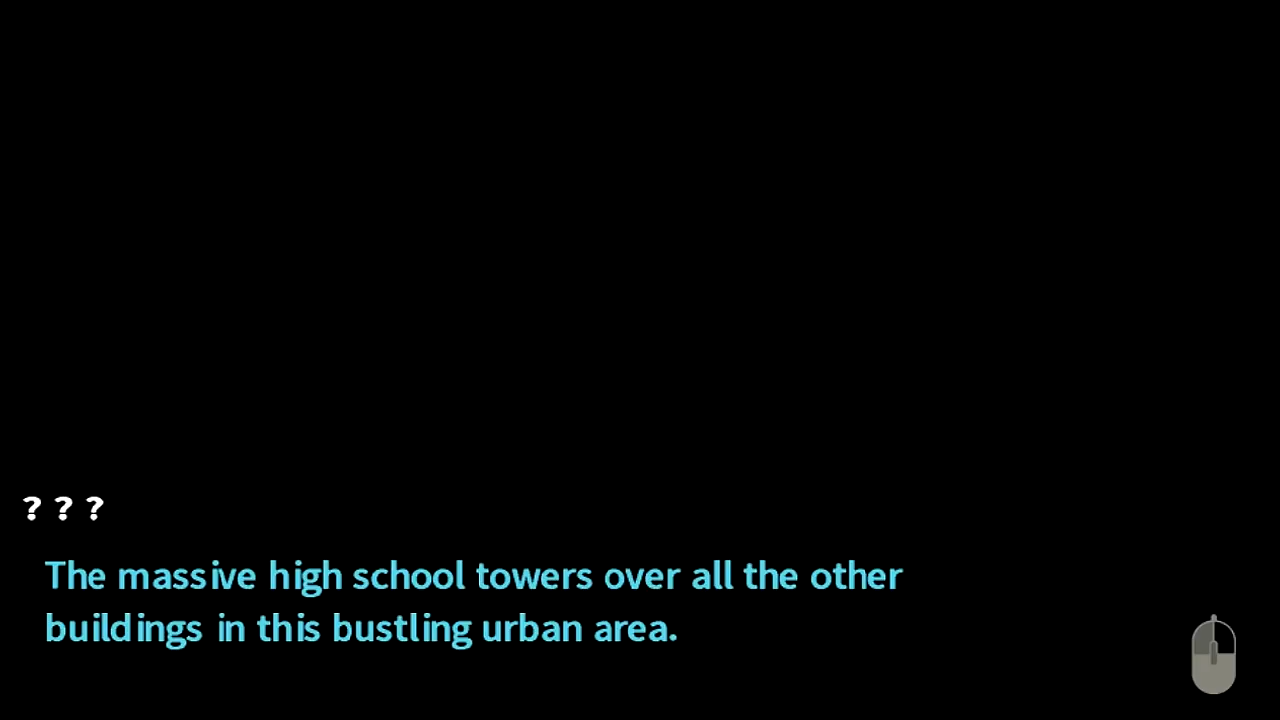 ? ? ?
The massive high school towers over all the other
buildings in this bustling urban area.